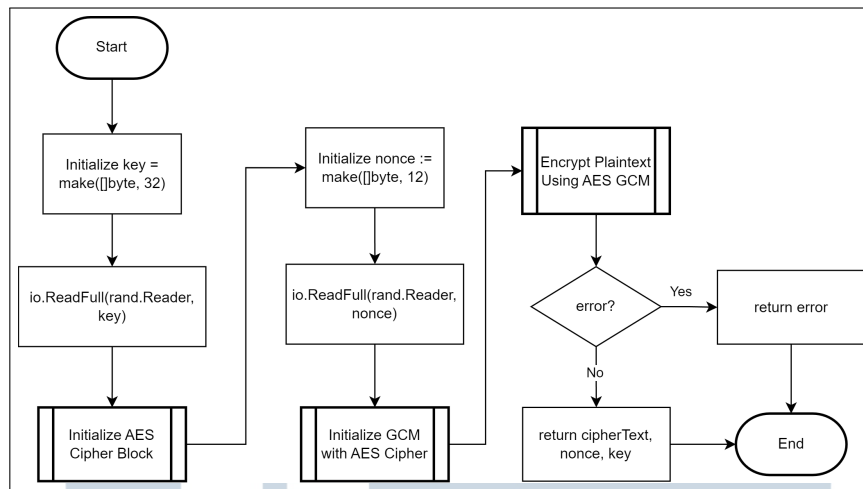 Start
Initialize key =
make([]byte, 32)
io.ReadFull(rand.Reader,
key)
Initialize AES
Cipher Block
Initialize nonce :=
make([]byte, 12)
io.ReadFull(rand.Reader,
nonce)
Initialize GCM
with AES Cipher
Encrypt Plaintext
Using AES GCM
error?
Yes
return error
No
return cipherText,
nonce, key
End